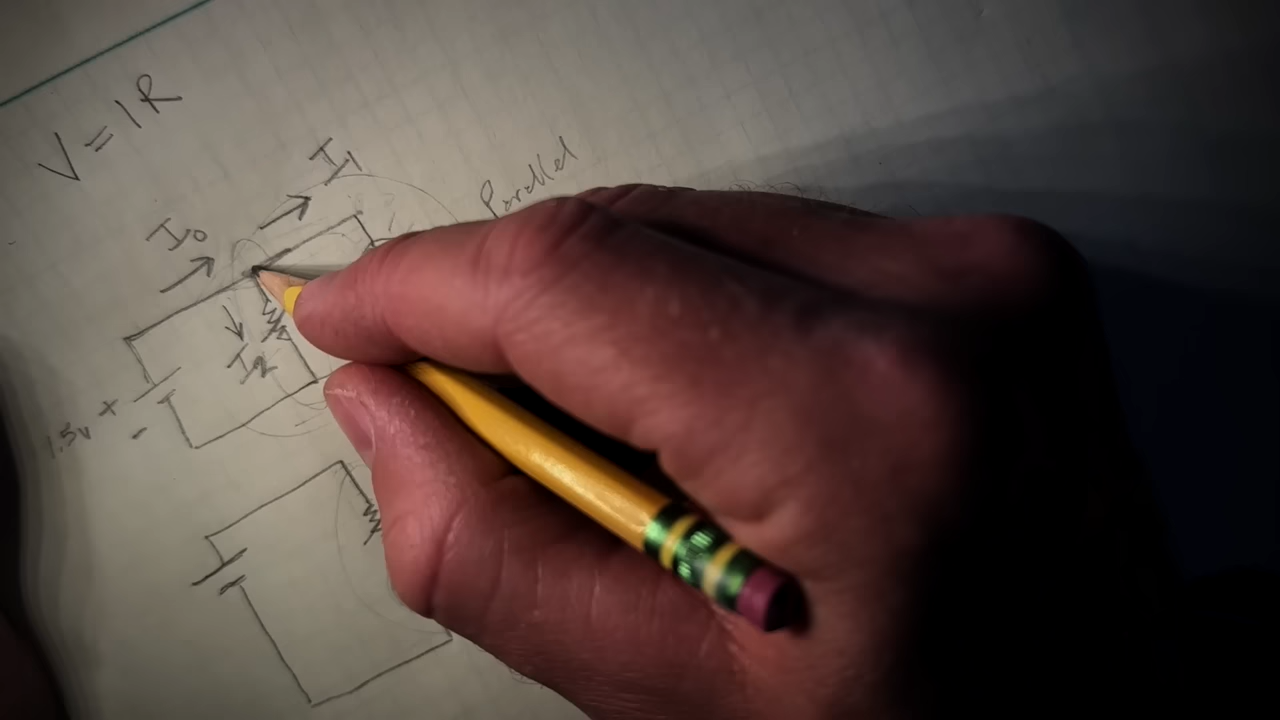 V = IR
I₁
Parallel
I₀
I₂
1.5v +
-